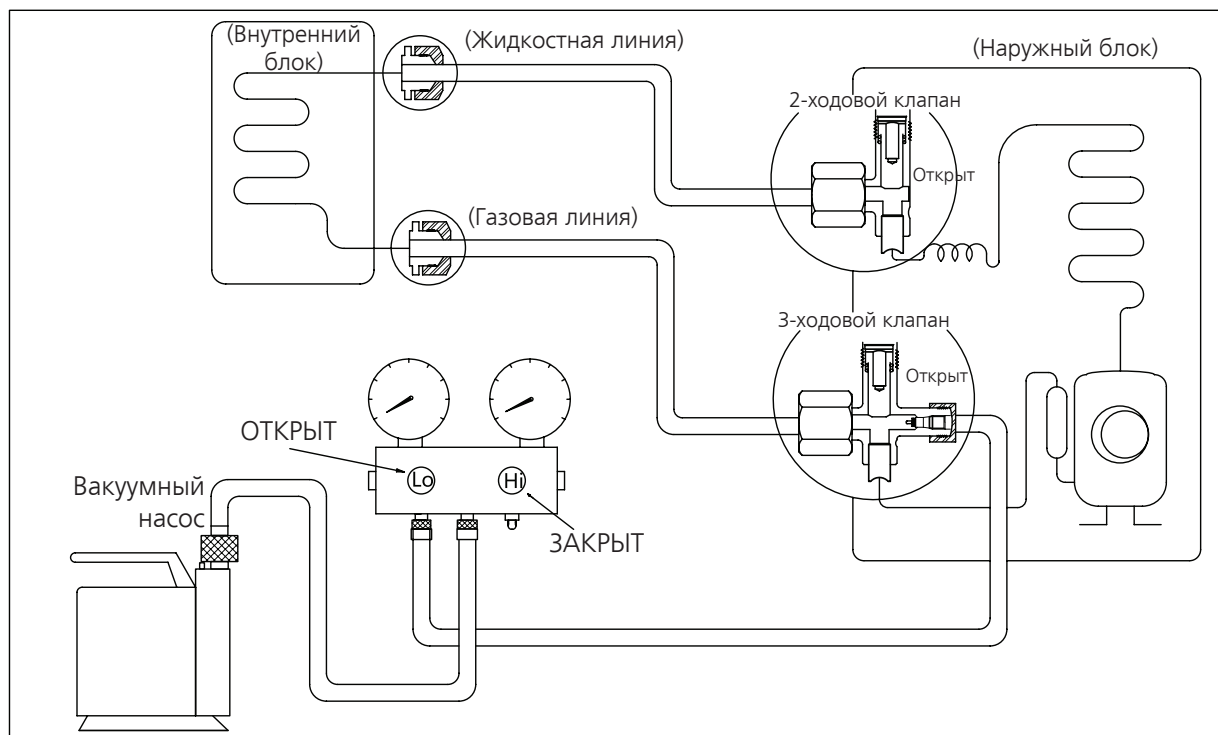 (Внутренний
блок)
(Жидкостная линия)
(Наружный блок)
2-ходовой клапан
Открыт
(Газовая линия)
3-ходовой клапан
Открыт
ОТКРЫТ
Lo
Hi
Вакуумный
насос
ЗАКРЫТ